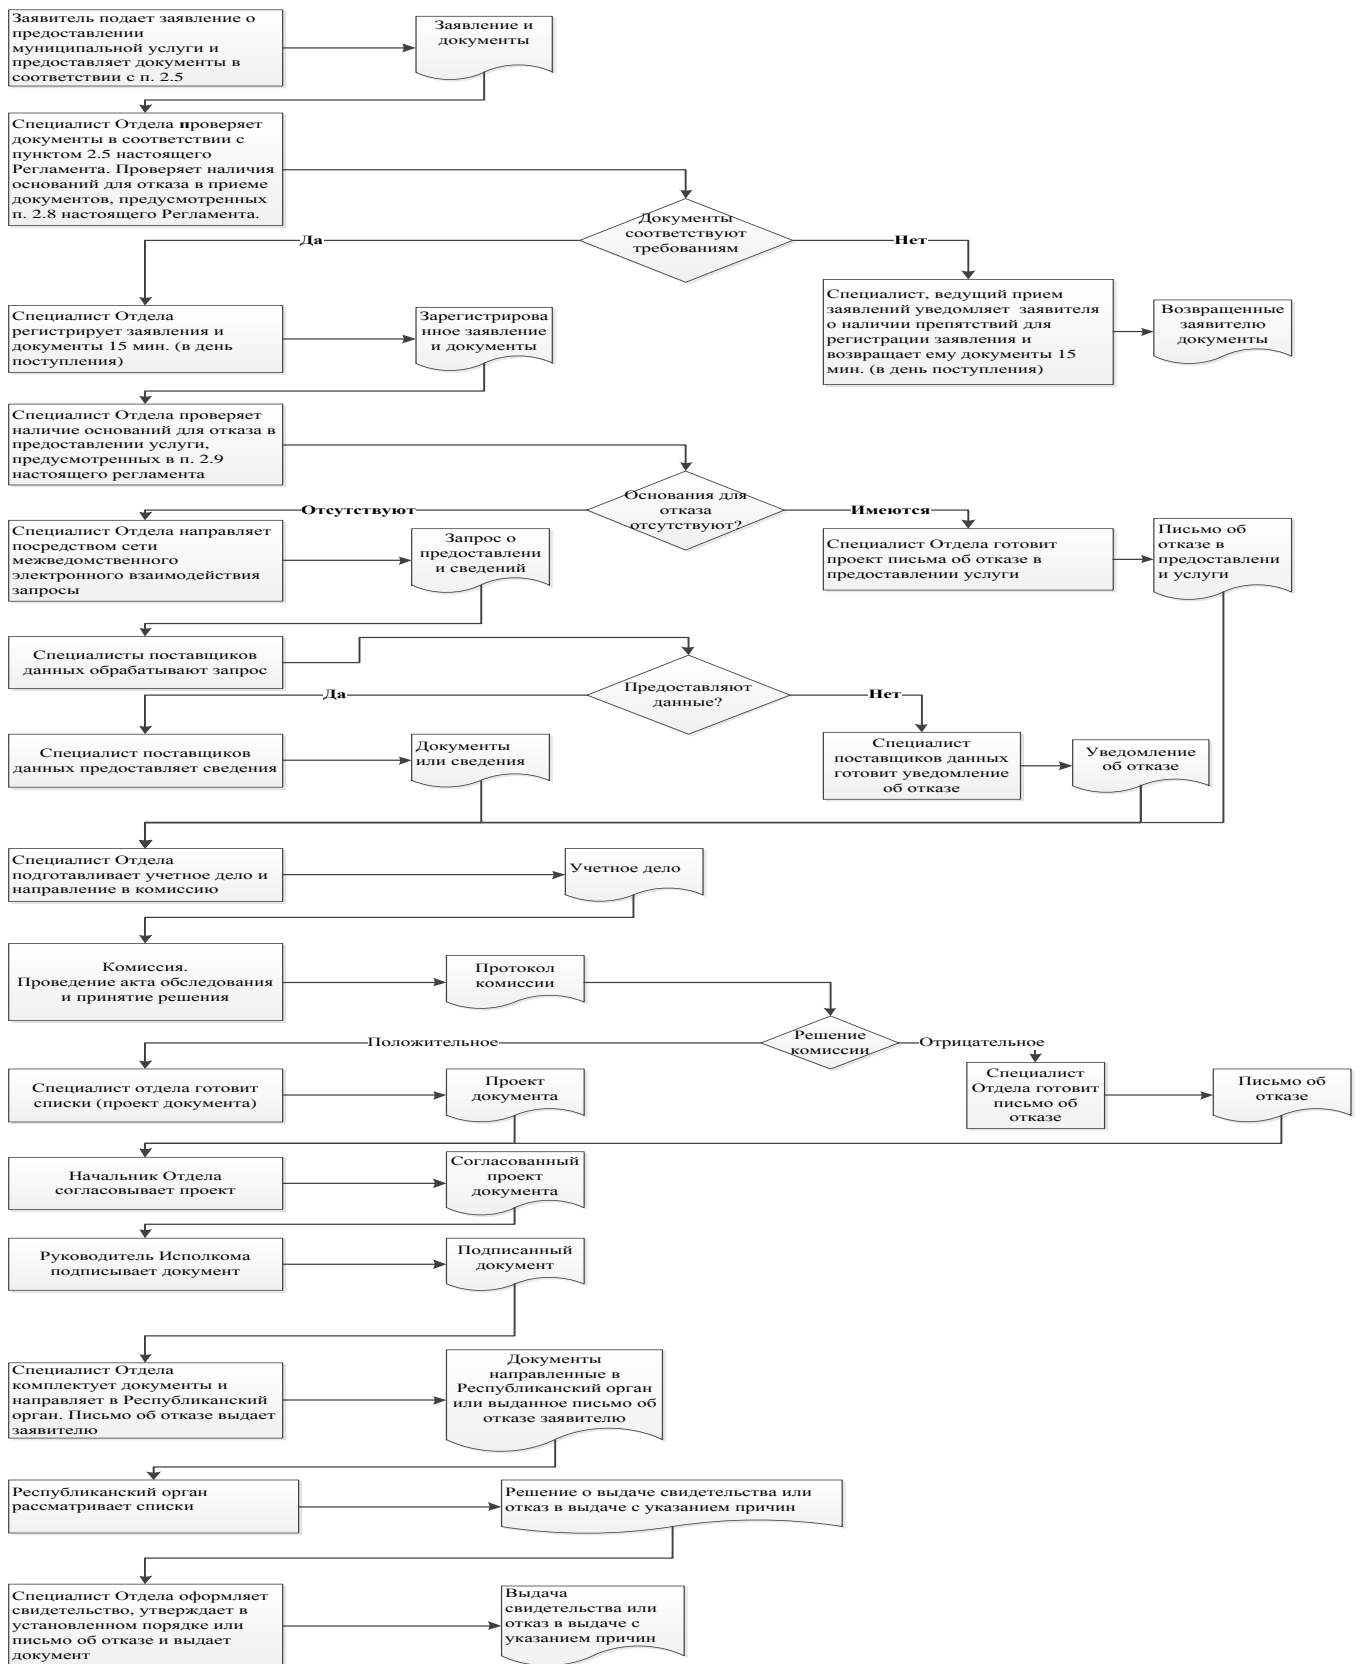 Заявитель подает заявление о
предоставлении
муниципальной услуги и
предоставляет документы в
соответствии с п. 2.5
Заявление и
документы
Специалист Отдела проверяет
документы в соответствии с
пунктом 2.5 настоящего
Регламента. Проверяет наличия
оснований для отказа в приеме
документов, предусмотренных
п. 2.8 настоящего Регламента.
Документы
соответствуют
требованиям
Да
Нет
Специалист Отдела
регистрирует заявления и
документы 15 мин. (в день
поступления)
Зарегистрирова
нное заявление
и документы
Специалист, ведущий прием
заявлений уведомляет заявителя
о наличии препятствий для
регистрации заявления и
возвращает ему документы 15
мин. (в день поступления)
Возвращенные
заявителю
документы
Специалист Отдела проверяет
наличие оснований для отказа в
предоставлении услуги,
предусмотренных в п. 2.9
настоящего регламента
Основания для
отказа
отсутствуют?
Отсутствуют
Имеются
Специалист Отдела направляет
посредством сети
межведомственного
электронного взаимодействия
запросы
Запрос о
предоставлени
и сведений
Специалист Отдела готовит
проект письма об отказе в
предоставлении услуги
Письмо об
отказе в
предоставлени
и услуги
Специалисты поставщиков
данных обрабатывают запрос
Предоставляют
данные?
Да
Нет
Специалист поставщиков
данных предоставляет сведения
Документы
или сведения
Специалист
поставщиков данных
готовит уведомление
об отказе
Уведомление
об отказе
Специалист Отдела
подготавливает учетное дело и
направление в комиссию
Учетное дело
Комиссия.
Проведение акта обследования
и принятие решения
Протокол
комиссии
Решение
комиссии
Положительное
Отрицательное
Специалист отдела готовит
списки (проект документа)
Проект
документа
Специалист
Отдела готовит
письмо об
отказе
Письмо об
отказе
Начальник Отдела
согласовывает проект
Согласованный
проект
документа
Руководитель Исполкома
подписывает документ
Подписанный
документ
Специалист Отдела
комплектует документы и
направляет в Республиканский
орган. Письмо об отказе выдает
заявителю
Документы
направленные в
Республиканский орган
или выданное письмо об
отказе заявителю
Республиканский орган
рассматривает списки
Решение о выдаче свидетельства или
отказ в выдаче с указанием причин
Специалист Отдела оформляет
свидетельство, утверждает в
установленном порядке или
письмо об отказе и выдает
документ
Выдача
свидетельства или
отказ в выдаче с
указанием причин